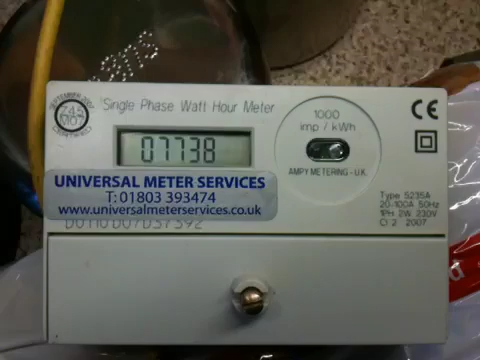 Single Phase Watt Hour Meter
07738
1000
imp / kWh
AMPY METERING - U.K.
CE
UNIVERSAL METER SERVICES
T: 01803 393474
www.universalmeterservices.co.uk
Type 5235A
20-100A 50Hz
1PH 2W 230V
Cl 2 2007